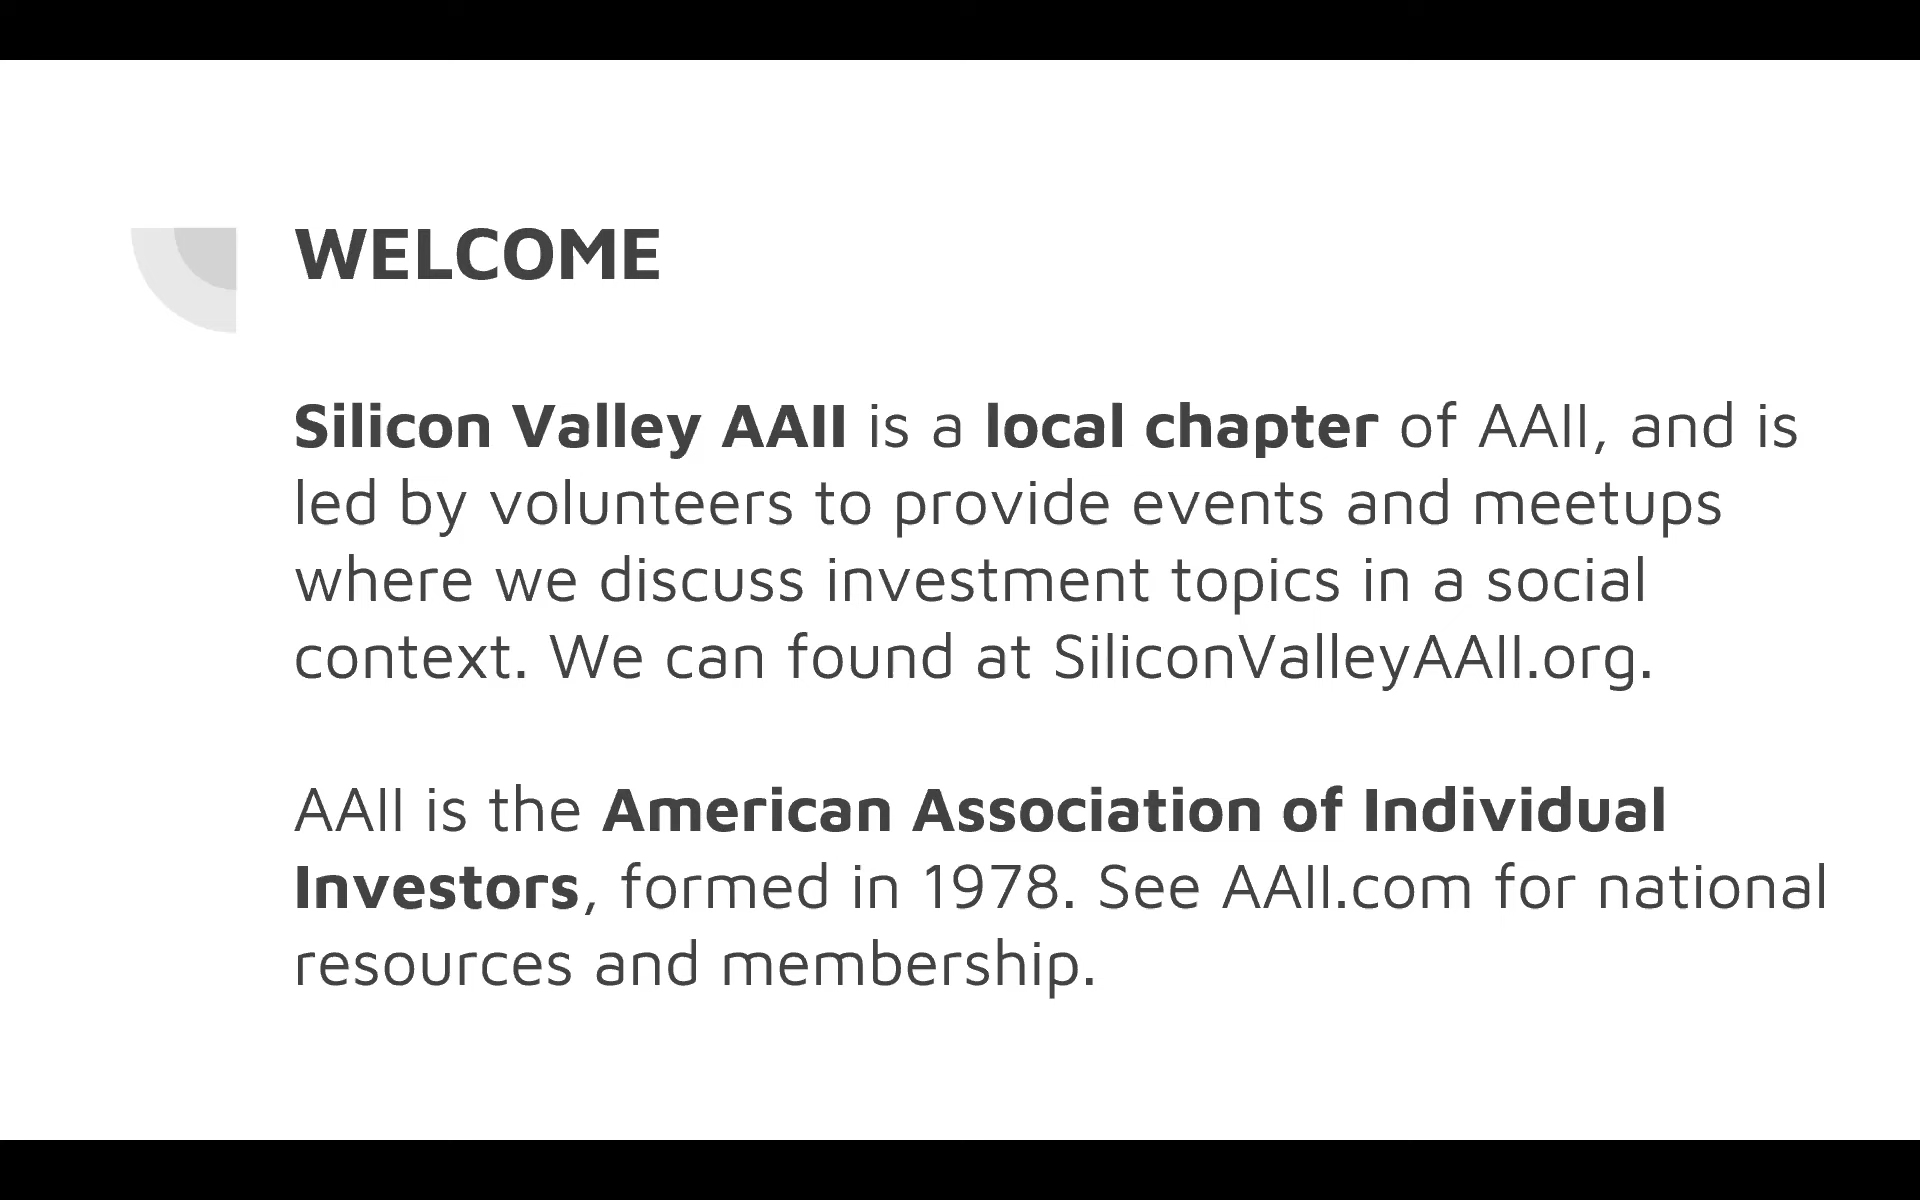 WELCOME
Silicon Valley AAII is a local chapter of AAII, and is
led by volunteers to provide events and meetups
where we discuss investment topics in a social
context. We can found at SiliconValleyAAII.org.
AAII is the American Association of Individual
Investors, formed in 1978. See AAII.com for national
resources and membership.